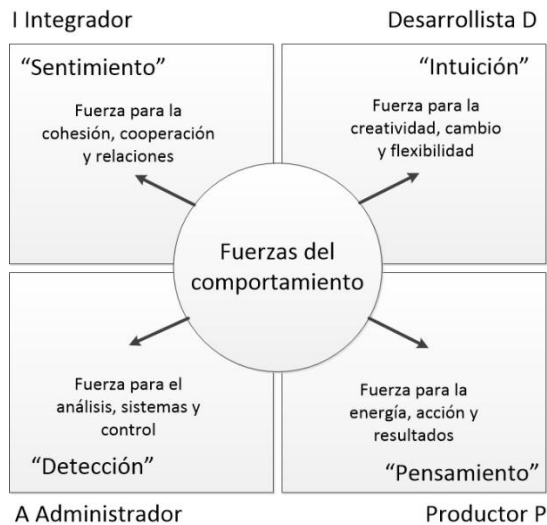 I Integrador
Desarrollista D
“Sentimiento”
Fuerza para la
cohesión, cooperación
y relaciones
“Intuición”
Fuerza para la
creatividad, cambio
y flexibilidad
Fuerzas del
comportamiento
Fuerza para el
análisis, sistemas y
control
“Detección”
Fuerza para la
energía, acción y
resultados
“Pensamiento”
A Administrador
Productor P